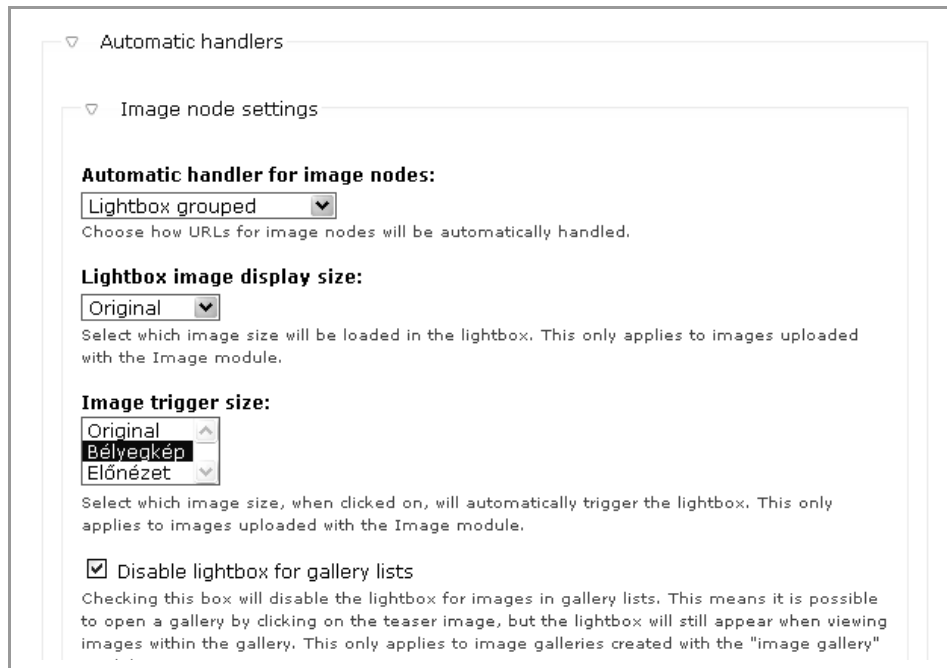 Automatic handlers
Image node settings
Automatic handler for image nodes:
Lightbox grouped
Choose how URLs for image nodes will be automatically handled.
Lightbox image display size:
Original
Select which image size will be loaded in the lightbox. This only applies to images uploaded
with the Image module.
Image trigger size:
Original
Bélyegkép
Előnézet
Select which image size, when clicked on, will automatically trigger the lightbox. This only
applies to images uploaded with the Image module.
Disable lightbox for gallery lists
Checking this box will disable the lightbox for images in gallery lists. This means it is possible
to open a gallery by clicking on the teaser image, but the lightbox will still appear when viewing
images within the gallery. This only applies to image galleries created with the "image gallery"